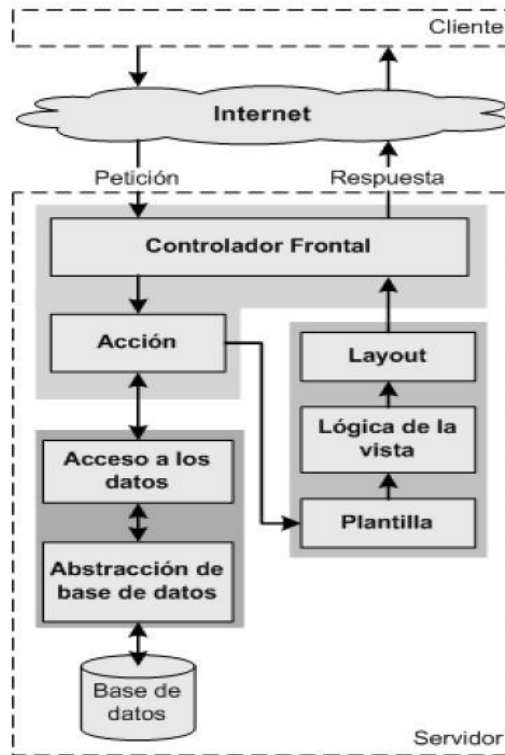 Cliente
Internet
Petición
Respuesta
Controlador Frontal
Acción
Layout
Lógica de la
vista
Plantilla
Acceso a los
datos
Abstracción de
base de datos
Base de
datos
Servidor